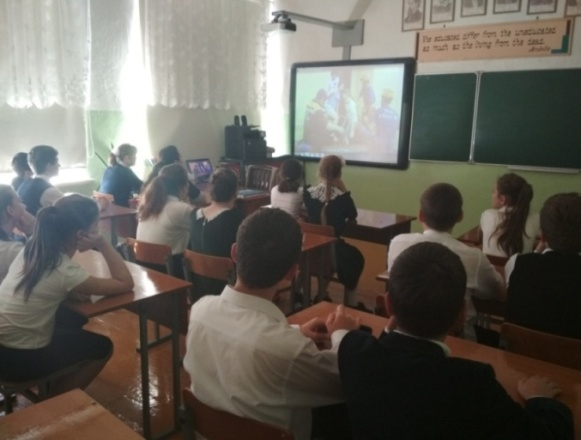 The educated differ from the uneducated
as much as the living from the dead.